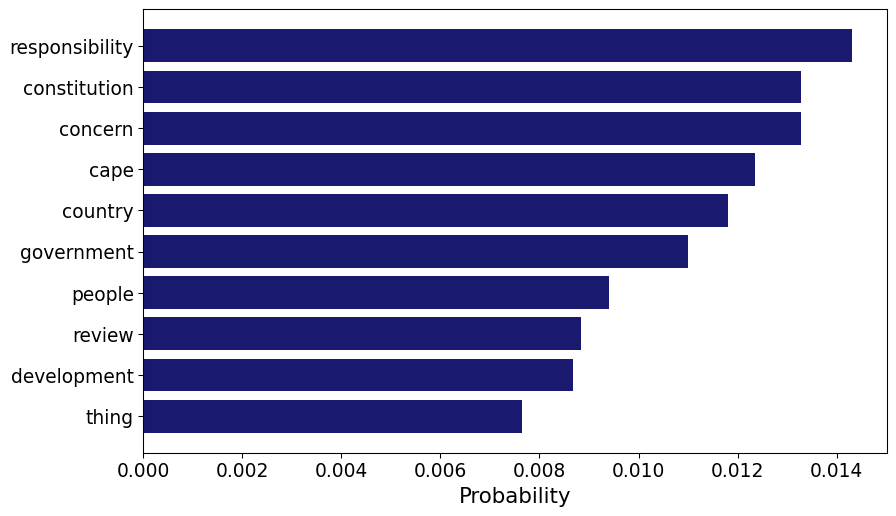 responsibility
constitution
concern
cape
country
government
people
review
development
thing
0.000 0.002 0.004 0.006 0.008 0.010 0.012 0.014
Probability